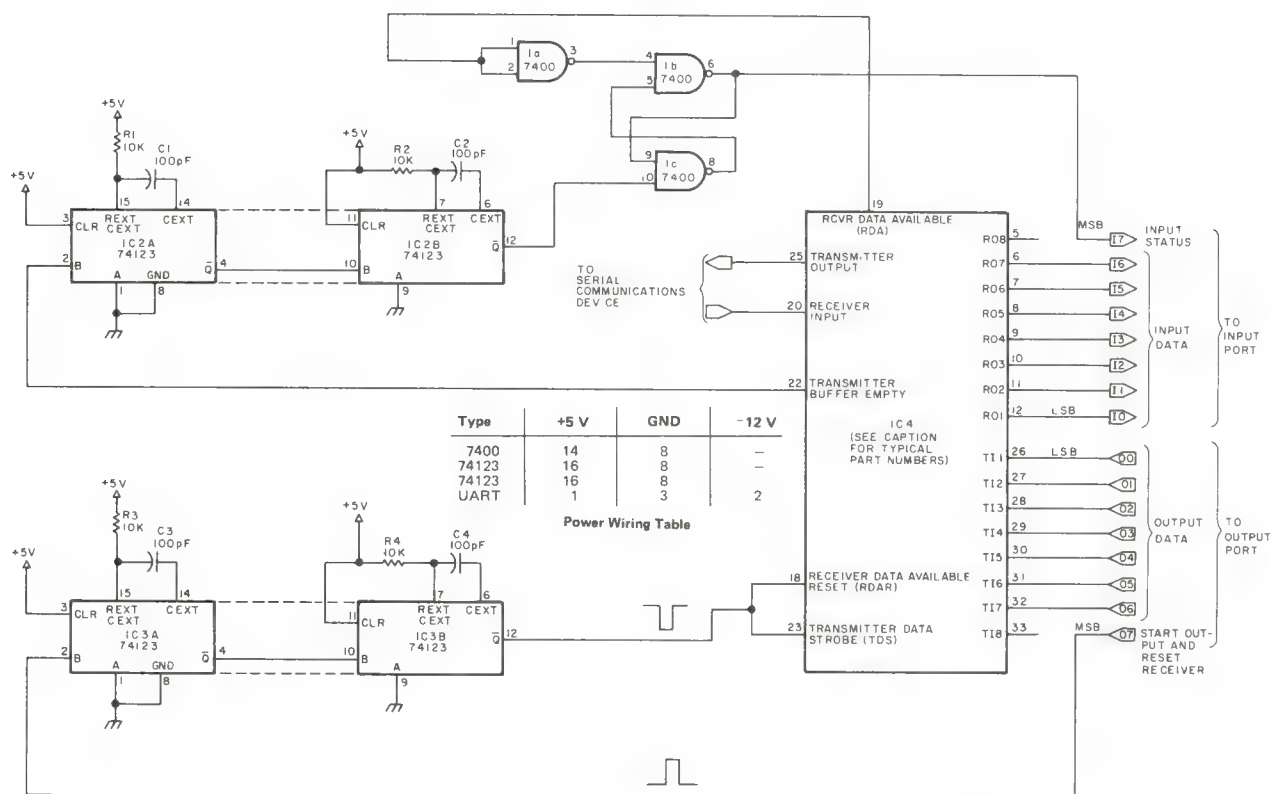 1
2
1a
7400
3
4
5
1b
7400
6
9
10
1c
7400
8
+5V
R1
10K
C1
100pF
+5V
15
14
3
CLR
REXT
CEXT
CEXT
IC2A
74123
2
B
A
GND
Q̅
4
1
8
+5V
R2
10K
C2
100pF
11
CLR
7
6
REXT
CEXT
CEXT
IC2B
74123
Q̅
12
10
B
A
9
19
RCVR DATA AVAILABLE
(RDA)
25
TRANSMITTER
OUTPUT
20
RECEIVER
INPUT
TO
SERIAL
COMMUNICATIONS
DEVICE
22
TRANSMITTER
BUFFER EMPTY
IC4
(SEE CAPTION
FOR TYPICAL
PART NUMBERS)
18
RECEIVER DATA AVAILABLE
RESET (RDAR)
23
TRANSMITTER DATA
STROBE (TDS)
RO8 5
RO7 6
RO6 7
RO5 8
RO4 9
RO3 10
RO2 11
RO1 12 LSB
MSB
I7
I6
I5
I4
I3
I2
I1
I0
INPUT
STATUS
INPUT
DATA
TO
INPUT
PORT
TI1 26 LSB
TI2 27
TI3 28
TI4 29
TI5 30
TI6 31
TI7 32
TI8 33
MSB
O0
O1
O2
O3
O4
O5
O6
O7
OUTPUT
DATA
TO
OUTPUT
PORT
START OUT-
PUT AND
RESET
RECEIVER
Type +5 V GND -12 V
7400 14 8 –
74123 16 8 –
74123 16 8
UART 1 3 2
Power Wiring Table
+5V
R3
10K
C3
100pF
+5V
15
14
3
CLR
REXT
CEXT
CEXT
IC3A
74123
2
B
A
GND
Q̅
4
1
8
+5V
R4
10K
C4
100pF
11
CLR
7
6
REXT
CEXT
CEXT
IC3B
74123
Q̅
12
10
B
A
9